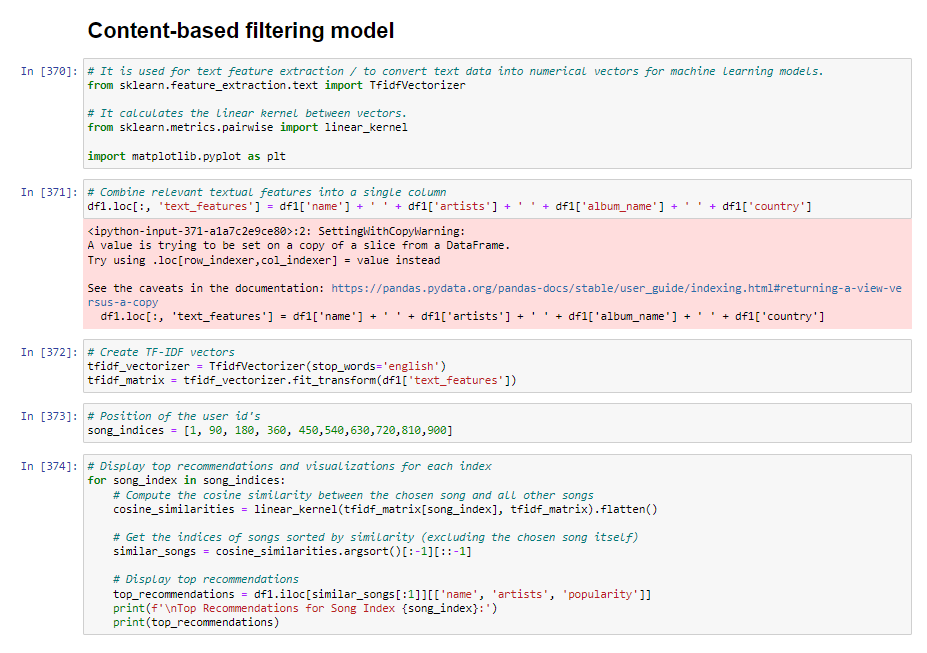 Content-based filtering model
In [370]: # It is used for text feature extraction / to convert text data into numerical vectors for machine learning models.
from sklearn.feature_extraction.text import TfidfVectorizer

# It calculates the linear kernel between vectors.
from sklearn.metrics.pairwise import linear_kernel

import matplotlib.pyplot as plt
In [371]: # Combine relevant textual features into a single column
df1.loc[:, 'text_features'] = df1['name'] + ' ' + df1['artists'] + ' ' + df1['album_name'] + ' ' + df1['country']
<ipython-input-371-a1a7c2e9ce80>:2: SettingWithCopyWarning:
A value is trying to be set on a copy of a slice from a DataFrame.
Try using .loc[row_indexer,col_indexer] = value instead

See the caveats in the documentation: https://pandas.pydata.org/pandas-docs/stable/user_guide/indexing.html#returning-a-view-ve
rsus-a-copy
  df1.loc[:, 'text_features'] = df1['name'] + ' ' + df1['artists'] + ' ' + df1['album_name'] + ' ' + df1['country']
In [372]: # Create TF-IDF vectors
tfidf_vectorizer = TfidfVectorizer(stop_words='english')
tfidf_matrix = tfidf_vectorizer.fit_transform(df1['text_features'])
In [373]: # Position of the user id's
song_indices = [1, 90, 180, 360, 450,540,630,720,810,900]
In [374]: # Display top recommendations and visualizations for each index
for song_index in song_indices:
    # Compute the cosine similarity between the chosen song and all other songs
    cosine_similarities = linear_kernel(tfidf_matrix[song_index], tfidf_matrix).flatten()

    # Get the indices of songs sorted by similarity (excluding the chosen song itself)
    similar_songs = cosine_similarities.argsort()[:-1][::-1]

    # Display top recommendations
    top_recommendations = df1.iloc[similar_songs[:1]][['name', 'artists', 'popularity']]
    print(f'\nTop Recommendations for Song Index {song_index}:')
    print(top_recommendations)